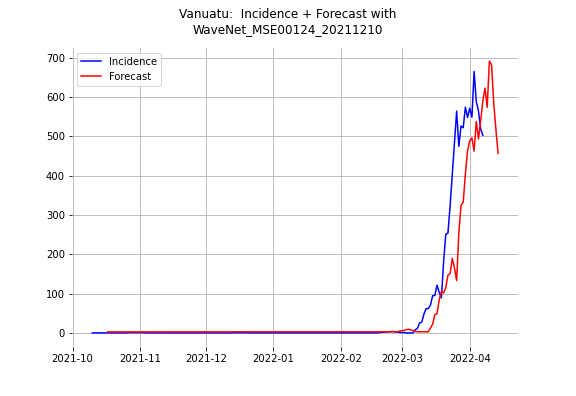 Vanuatu:  Incidence + Forecast with
WaveNet_MSE00124_20211210
Incidence
Forecast
700
600
500
400
300
200
100
0
2021-10 2021-11 2021-12 2022-01 2022-02 2022-03 2022-04